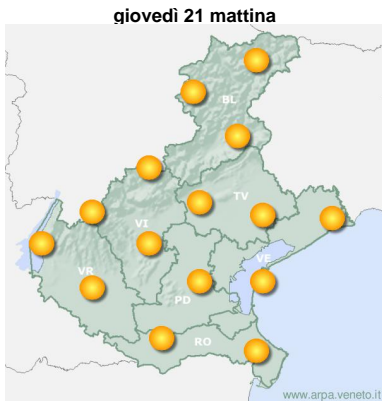 giovedì 21 mattina
BL
TV
VI
VE
VR
PD
RO
www.arpa.veneto.it